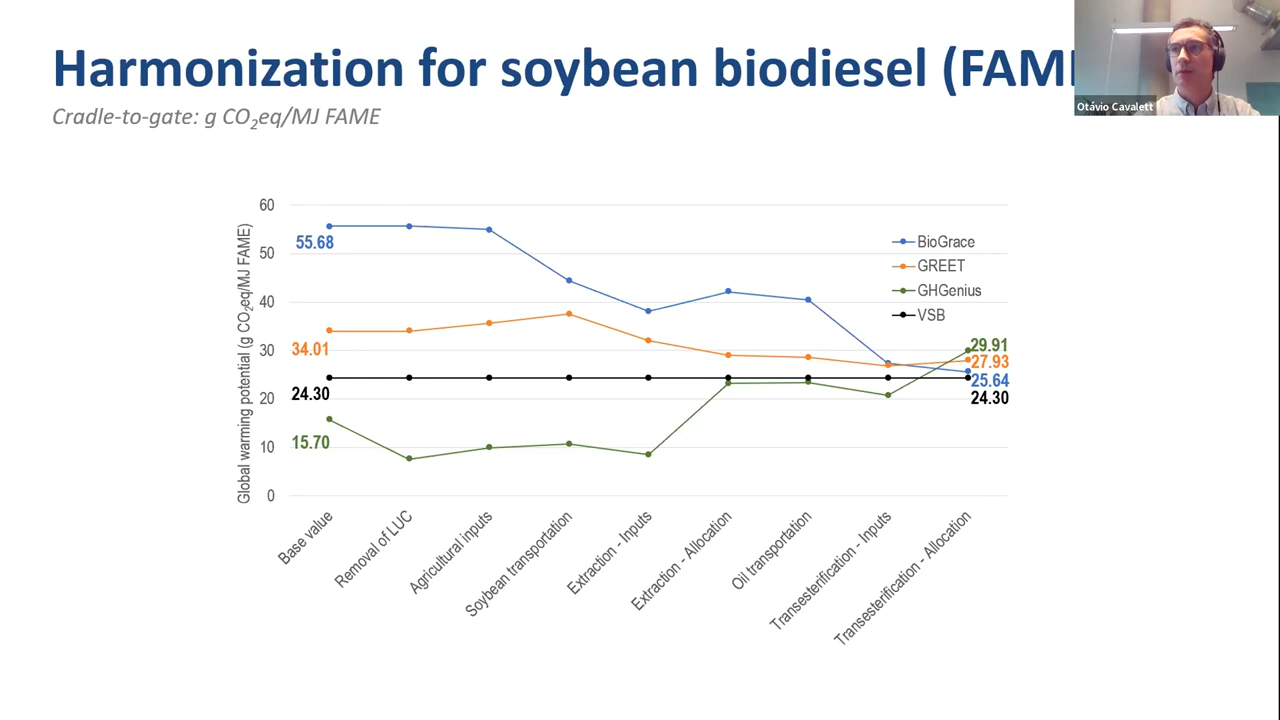 Harmonization for soybean biodiesel (FAM
Otávio Cavalett
Cradle-to-gate: g CO₂eq/MJ FAME
Global warming potential (g CO₂eq/MJ FAME)
60
50
40
30
20
10
0
55.68
34.01
24.30
15.70
BioGrace
GREET
GHGenius
VSB
29.91
27.93
25.64
24.30
Base value
Removal of LUC
Agricultural inputs
Soybean transportation
Extraction - Inputs
Extraction - Allocation
Oil transportation
Transesterification - Inputs
Transesterification - Allocation